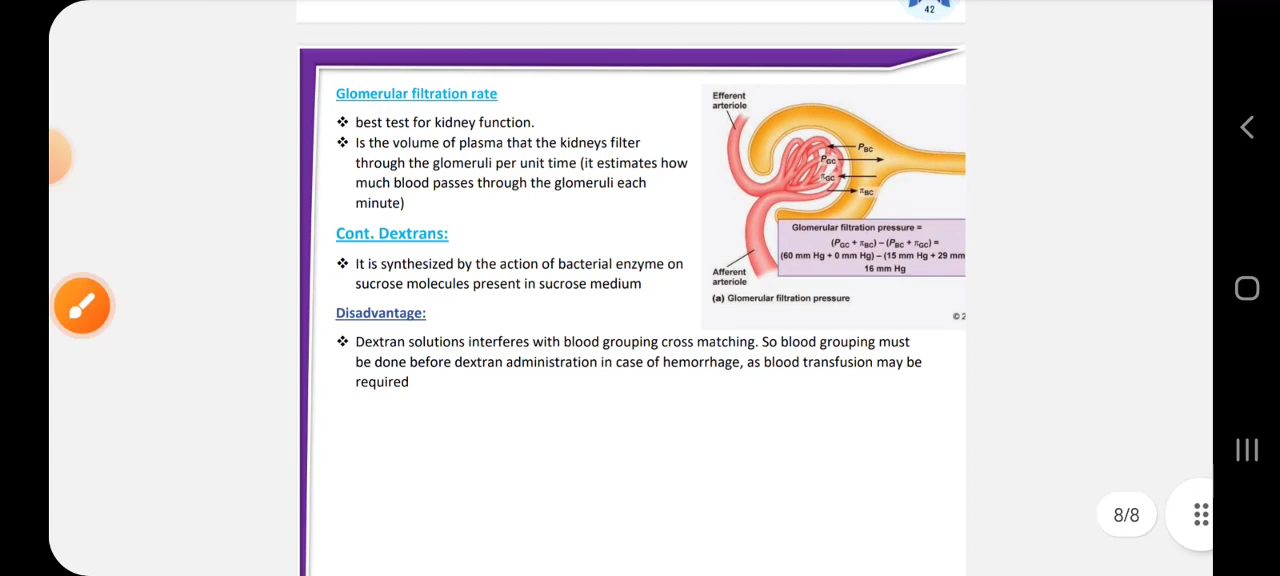 42
Glomerular filtration rate
❖ best test for kidney function.
❖ Is the volume of plasma that the kidneys filter
through the glomeruli per unit time (it estimates how
much blood passes through the glomeruli each
minute)
Cont. Dextrans:
❖ It is synthesized by the action of bacterial enzyme on
sucrose molecules present in sucrose medium
Disadvantage:
❖ Dextran solutions interferes with blood grouping cross matching. So blood grouping must
be done before dextran administration in case of hemorrhage, as blood transfusion may be
required
Efferent
arteriole
PBC
PGC
πGC
πBC
Glomerular filtration pressure =
(PGC + πBC) – (PBC + πGC) =
(60 mm Hg + 0 mm Hg) – (15 mm Hg + 29 mm
16 mm Hg
Afferent
arteriole
(a) Glomerular filtration pressure
© 2
8/8